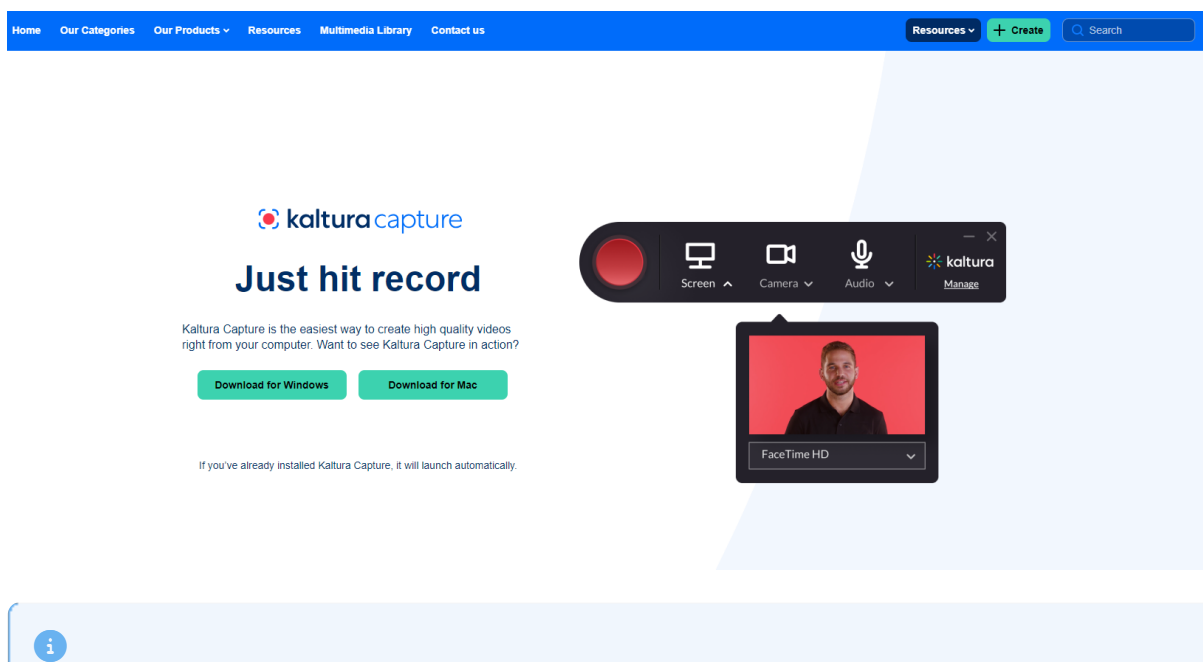 Home Our Categories Our Products Resources Multimedia Library Contact us Resources + Create Search
kaltura capture
Just hit record
Kaltura Capture is the easiest way to create high quality videos
right from your computer. Want to see Kaltura Capture in action?
Download for Windows Download for Mac
If you've already installed Kaltura Capture, it will launch automatically.
Screen Camera Audio kaltura
Manage
FaceTime HD
i